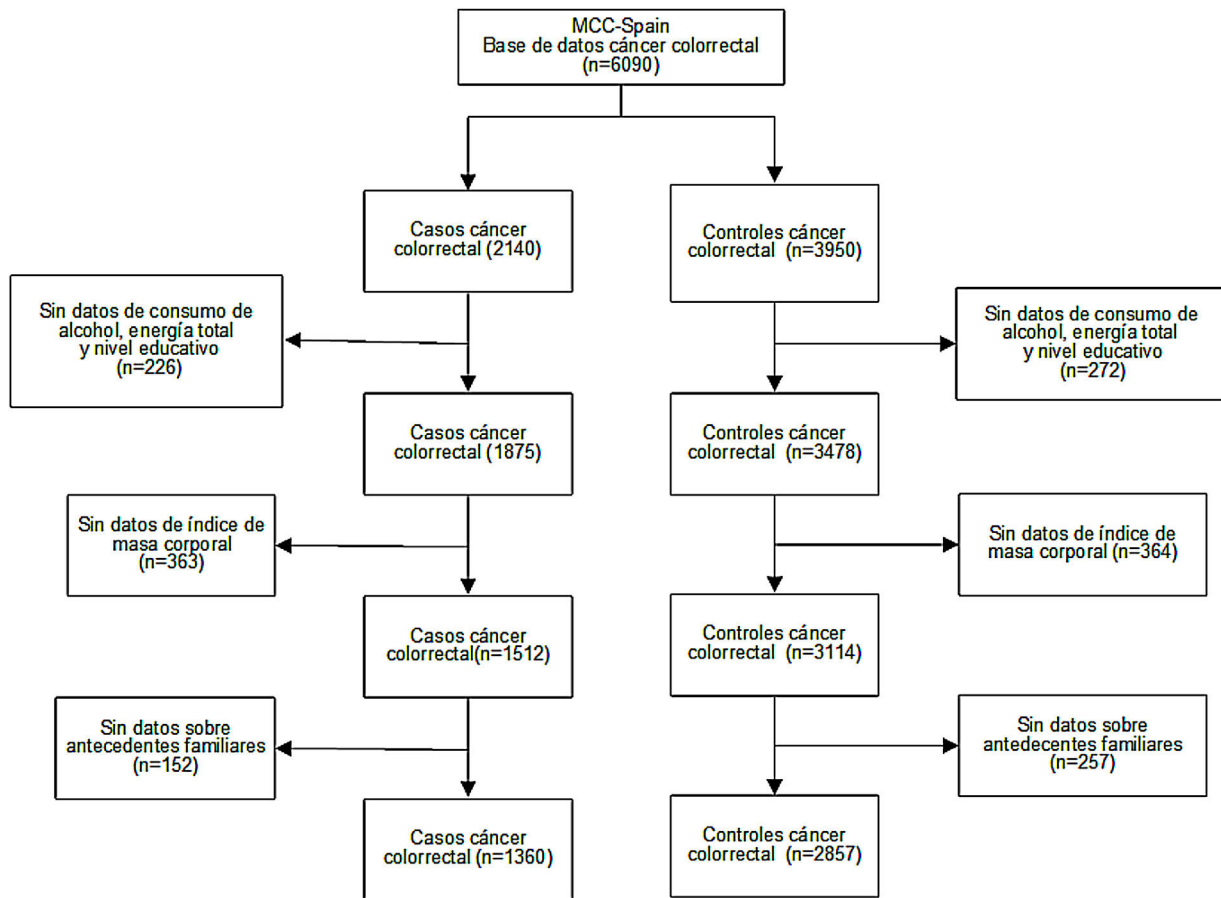 MCC-Spain
Base de datos cáncer colorrectal
(n=6090)
Casos cáncer
colorrectal (2140)
Controles cáncer
colorrectal (n=3950)
Sin datos de consumo de
alcohol, energía total
y nivel educativo
(n=226)
Sin datos de consumo de
alcohol, energía total
y nivel educativo
(n=272)
Casos cáncer
colorrectal (1875)
Controles cáncer
colorrectal (n=3478)
Sin datos de índice de
masa corporal
(n=363)
Sin datos de índice de
masa corporal (n=364)
Casos cáncer
colorrectal(n=1512)
Controles cáncer
colorrectal (n=3114)
Sin datos sobre
antecedentes familiares
(n=152)
Sin datos sobre
antedecentes familiares
(n=257)
Casos cáncer
colorrectal (n=1360)
Controles cáncer
colorrectal (n=2857)